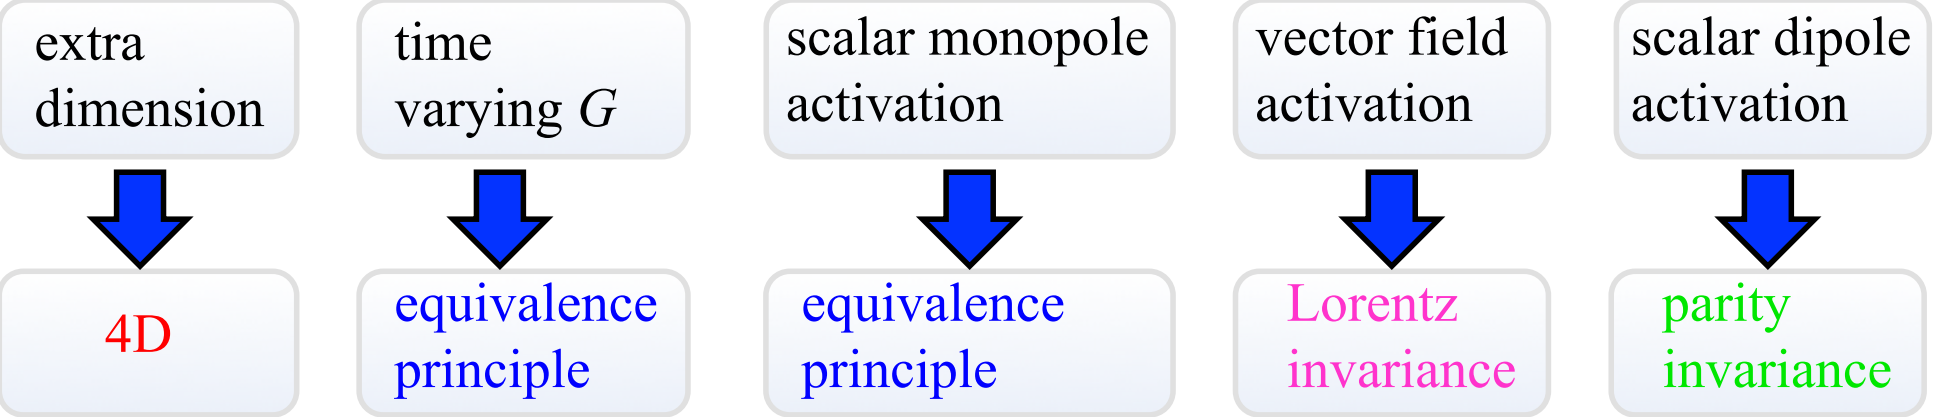 extra
dimension
time
varying G
scalar monopole
activation
vector field
activation
scalar dipole
activation
4D
equivalence
principle
equivalence
principle
Lorentz
invariance
parity
invariance